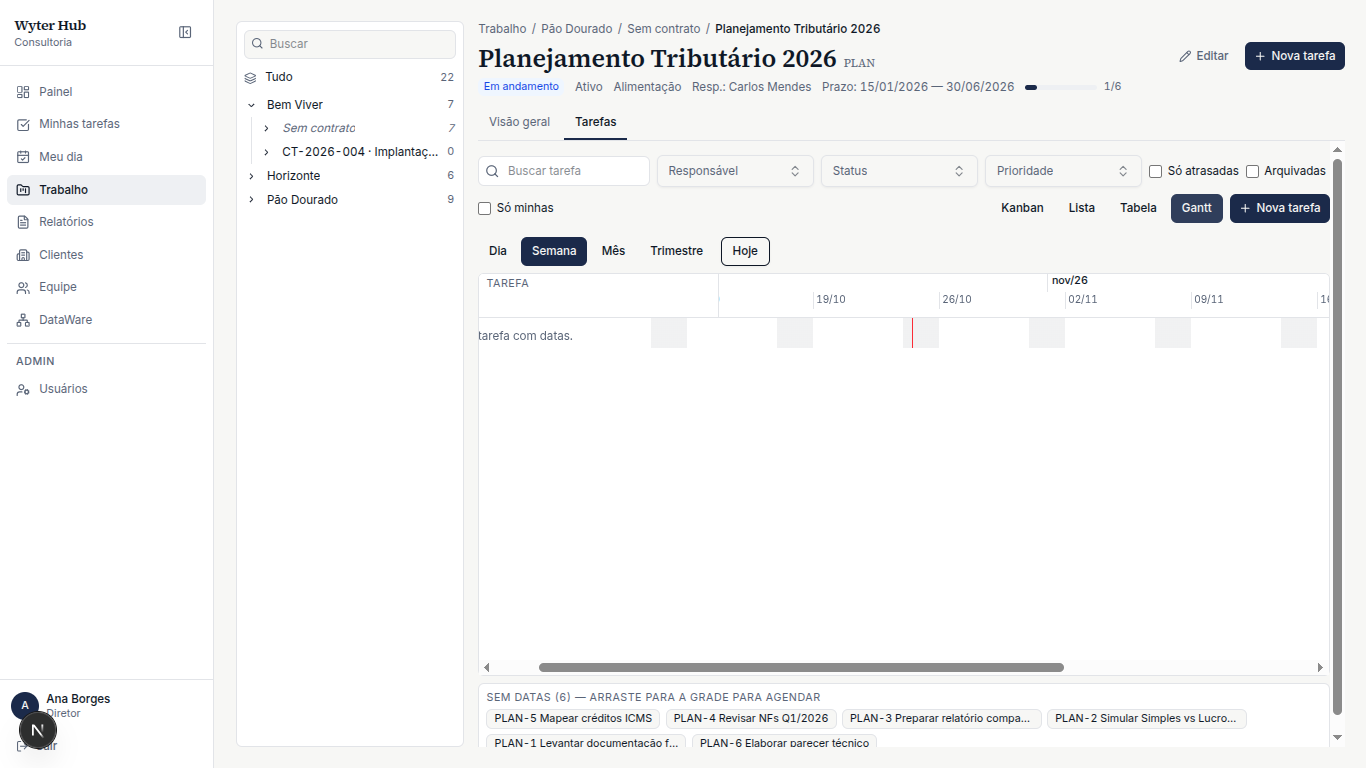 Wyter Hub
Consultoria
Painel
Minhas tarefas
Meu dia
Trabalho
Relatórios
Clientes
Equipe
DataWare
ADMIN
Usuários
A
Ana Borges
Diretor
N
Buscar
Tudo 22
Bem Viver 7
Sem contrato 7
CT-2026-004 · Implantaç... 0
Horizonte 6
Pão Dourado 9
Trabalho / Pão Dourado / Sem contrato / Planejamento Tributário 2026
Planejamento Tributário 2026 PLAN
Editar
+ Nova tarefa
Em andamento Ativo Alimentação Resp.: Carlos Mendes Prazo: 15/01/2026 — 30/06/2026 1/6
Visão geral Tarefas
Buscar tarefa Responsável Status Prioridade Só atrasadas Arquivadas
Só minhas Kanban Lista Tabela Gantt + Nova tarefa
Dia Semana Mês Trimestre Hoje
TAREFA nov/26
19/10 26/10 02/11 09/11
tarefa com datas.
SEM DATAS (6) — ARRASTE PARA A GRADE PARA AGENDAR
PLAN-5 Mapear créditos ICMS PLAN-4 Revisar NFs Q1/2026 PLAN-3 Preparar relatório compa... PLAN-2 Simular Simples vs Lucro...
PLAN-1 Levantar documentação f... PLAN-6 Elaborar parecer técnico